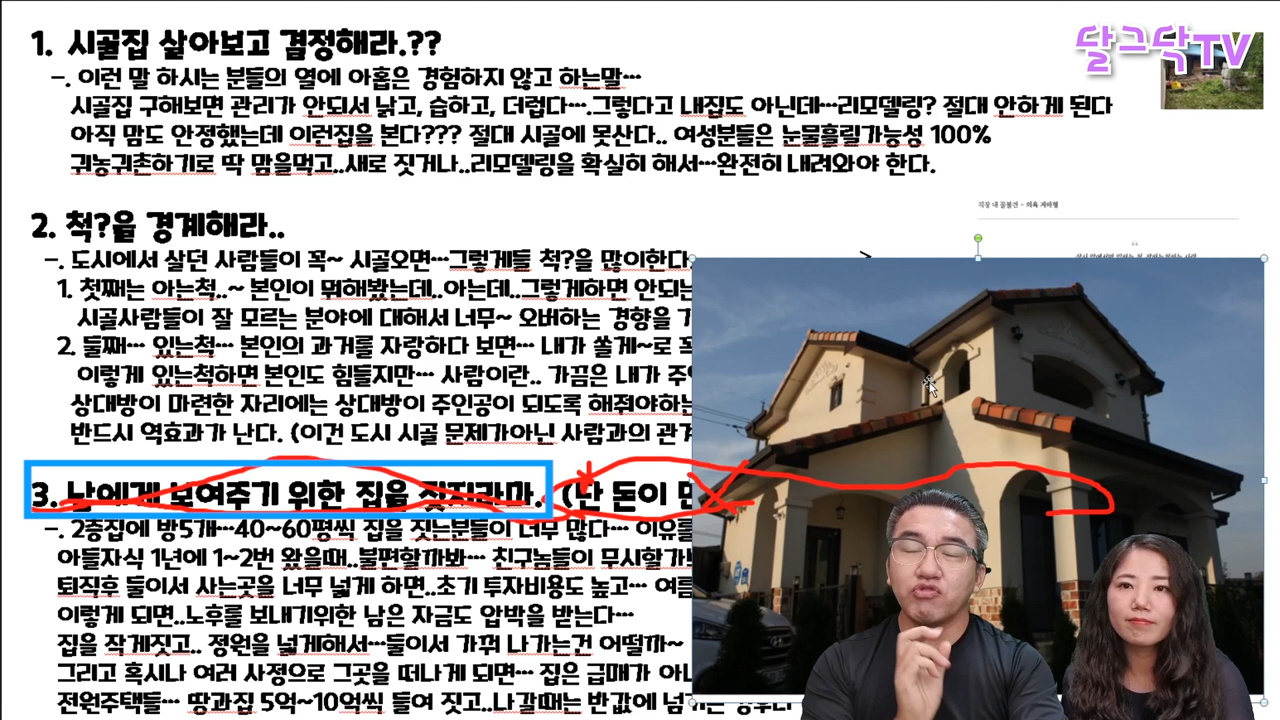 달그닥TV
1. 시골집 살아보고 결정해라.??
-. 이런 말 하시는 분들의 열에 아홉은 경험하지 않고 하는말…
시골집 구해보면 관리가 안되서 낡고, 습하고, 더럽다….그렇다고 내집도 아닌데…리모델링? 절대 안하게 된다
아직 맘도 안정했는데 이런집을 본다??? 절대 시골에 못산다.. 여성분들은 눈물흘릴가능성 100%
귀농귀촌하기로 딱 맘을먹고..새로 짓거나..리모델링을 확실히 해서…완전히 내려와야 한다.
직장 내 꼴불견 - 의욕 저하형
2. 척?을 경계해라..
-. 도시에서 살던 사람들이 꼭~ 시골오면…그렇게들 척?을 많이한다.
1. 첫째는 아는척..~ 본인이 뭐해봤는데..아는데..그렇게하면 안되는
시골사람들이 잘 모르는 분야에 대해서 너무~ 오버하는 경향을
2. 둘째… 있는척… 본인의 과거를 자랑하다 보면… 내가 쏠게~로
이렇게 있는척하면 본인도 힘들지만… 사람이란.. 가끔은 내가
상대방이 마련한 자리에는 상대방이 주인공이 되도록 해줘야하는
반드시 역효과가 난다. (이건 도시 시골 문제가아닌 사람과의
3. 남에게 보여주기 위한 집을 짓지마라. (난 돈이
-. 2층집에 방5개…40~60평씩 집을 짓는분들이 너무 많다… 이유를
아들자식 1년에 1~2번 왔을때..불편할까봐… 친구놈들이
퇴직후 둘이서 사는곳을 너무 넓게 하면..초기 투자비용도 높고…
이렇게 되면..노후를 보내기위한 남은 자금도 압박을 받는다…
집을 작게짓고.. 정원을 넓게해서…둘이서 가꿔 나가는건 어떨까~
그리고 혹시나 여러 사정으로 그곳을 떠나게 되면… 집은 급매가
전원주택들… 땅과집 5억~10억씩 들여 짓고..나갈때는 반값에